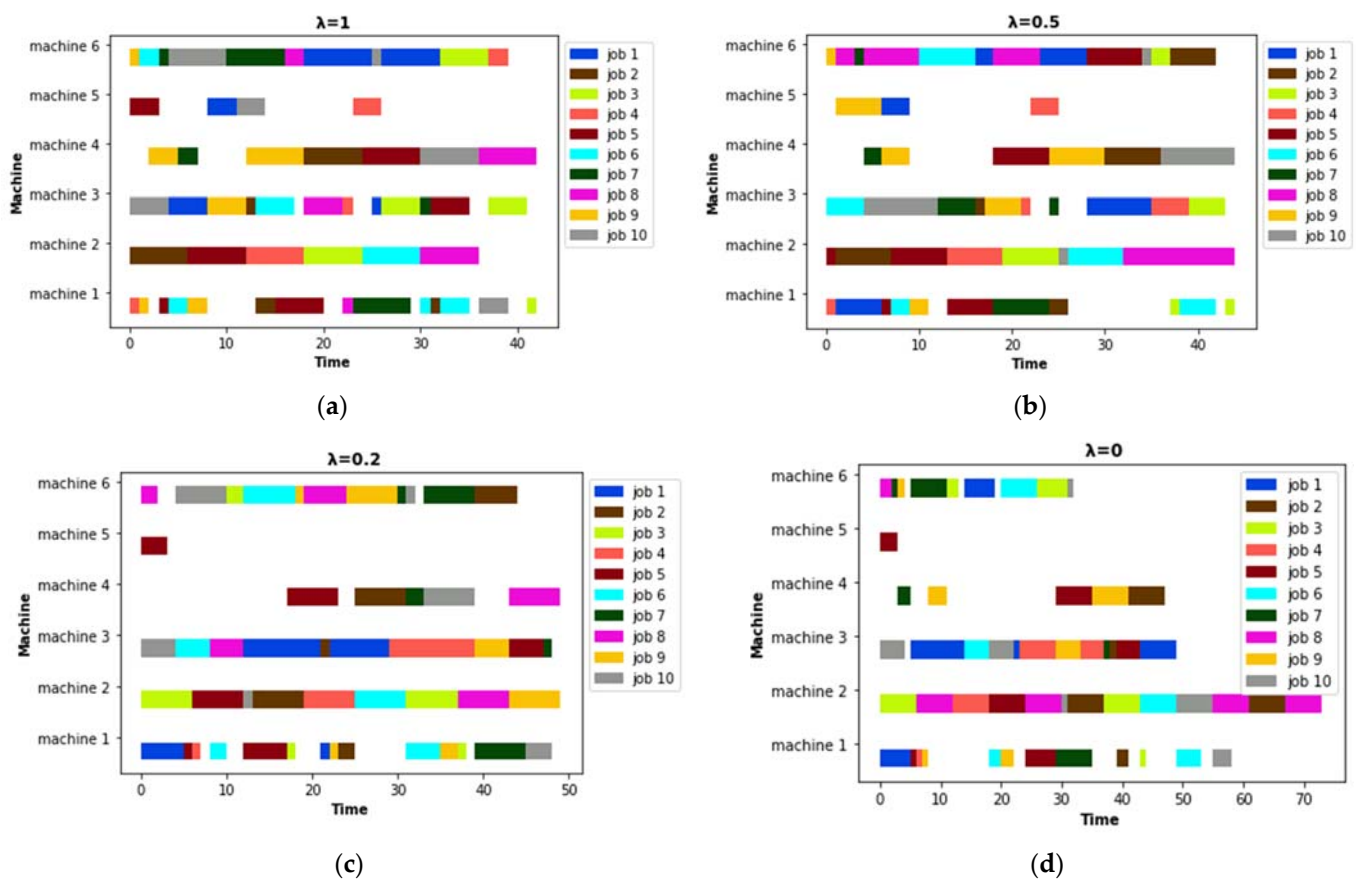 λ=1
machine 6
machine 5
machine 4
machine 3
machine 2
machine 1
Machine
0 10 20 30 40
Time
job 1
job 2
job 3
job 4
job 5
job 6
job 7
job 8
job 9
job 10
(a)
λ=0.5
machine 6
machine 5
machine 4
machine 3
machine 2
machine 1
Machine
0 10 20 30 40
Time
job 1
job 2
job 3
job 4
job 5
job 6
job 7
job 8
job 9
job 10
(b)
λ=0.2
machine 6
machine 5
machine 4
machine 3
machine 2
machine 1
Machine
0 10 20 30 40 50
Time
job 1
job 2
job 3
job 4
job 5
job 6
job 7
job 8
job 9
job 10
(c)
λ=0
machine 6
machine 5
machine 4
machine 3
machine 2
machine 1
Machine
0 10 20 30 40 50 60 70
Time
job 1
job 2
job 3
job 4
job 5
job 6
job 7
job 8
job 9
job 10
(d)